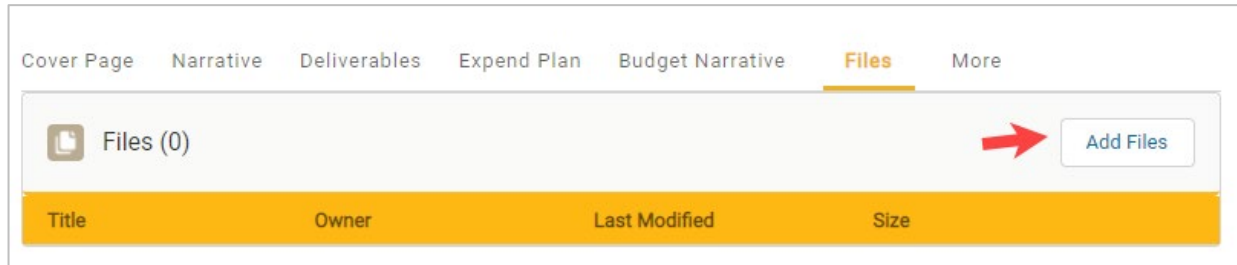 Cover Page Narrative Deliverables Expend Plan Budget Narrative Files More
Files (0) Add Files
Title Owner Last Modified Size